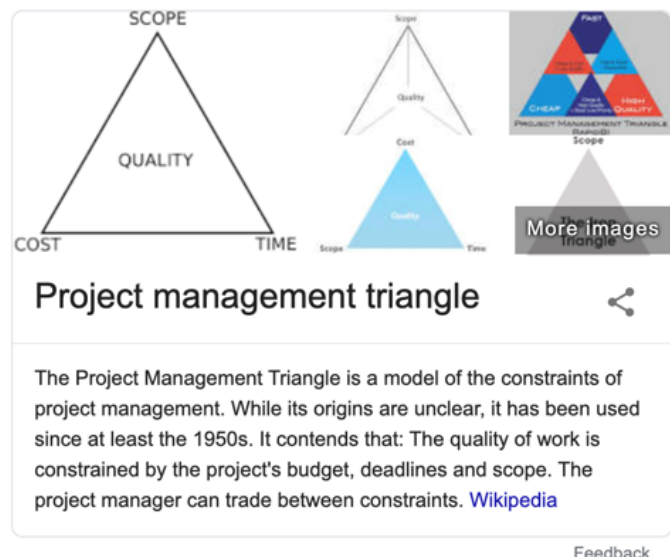 SCOPE
QUALITY
COST
TIME
Scope
Quality
FAST
CHEAP
HIGH
QUALITY
PROJECT MANAGEMENT TRIANGLE
RAPIDBI
Cost
Quality
Scope
Time
Scope
The Iron
Triangle
More images
Project management triangle
The Project Management Triangle is a model of the constraints of
project management. While its origins are unclear, it has been used
since at least the 1950s. It contends that: The quality of work is
constrained by the project's budget, deadlines and scope. The
project manager can trade between constraints. Wikipedia
Feedback